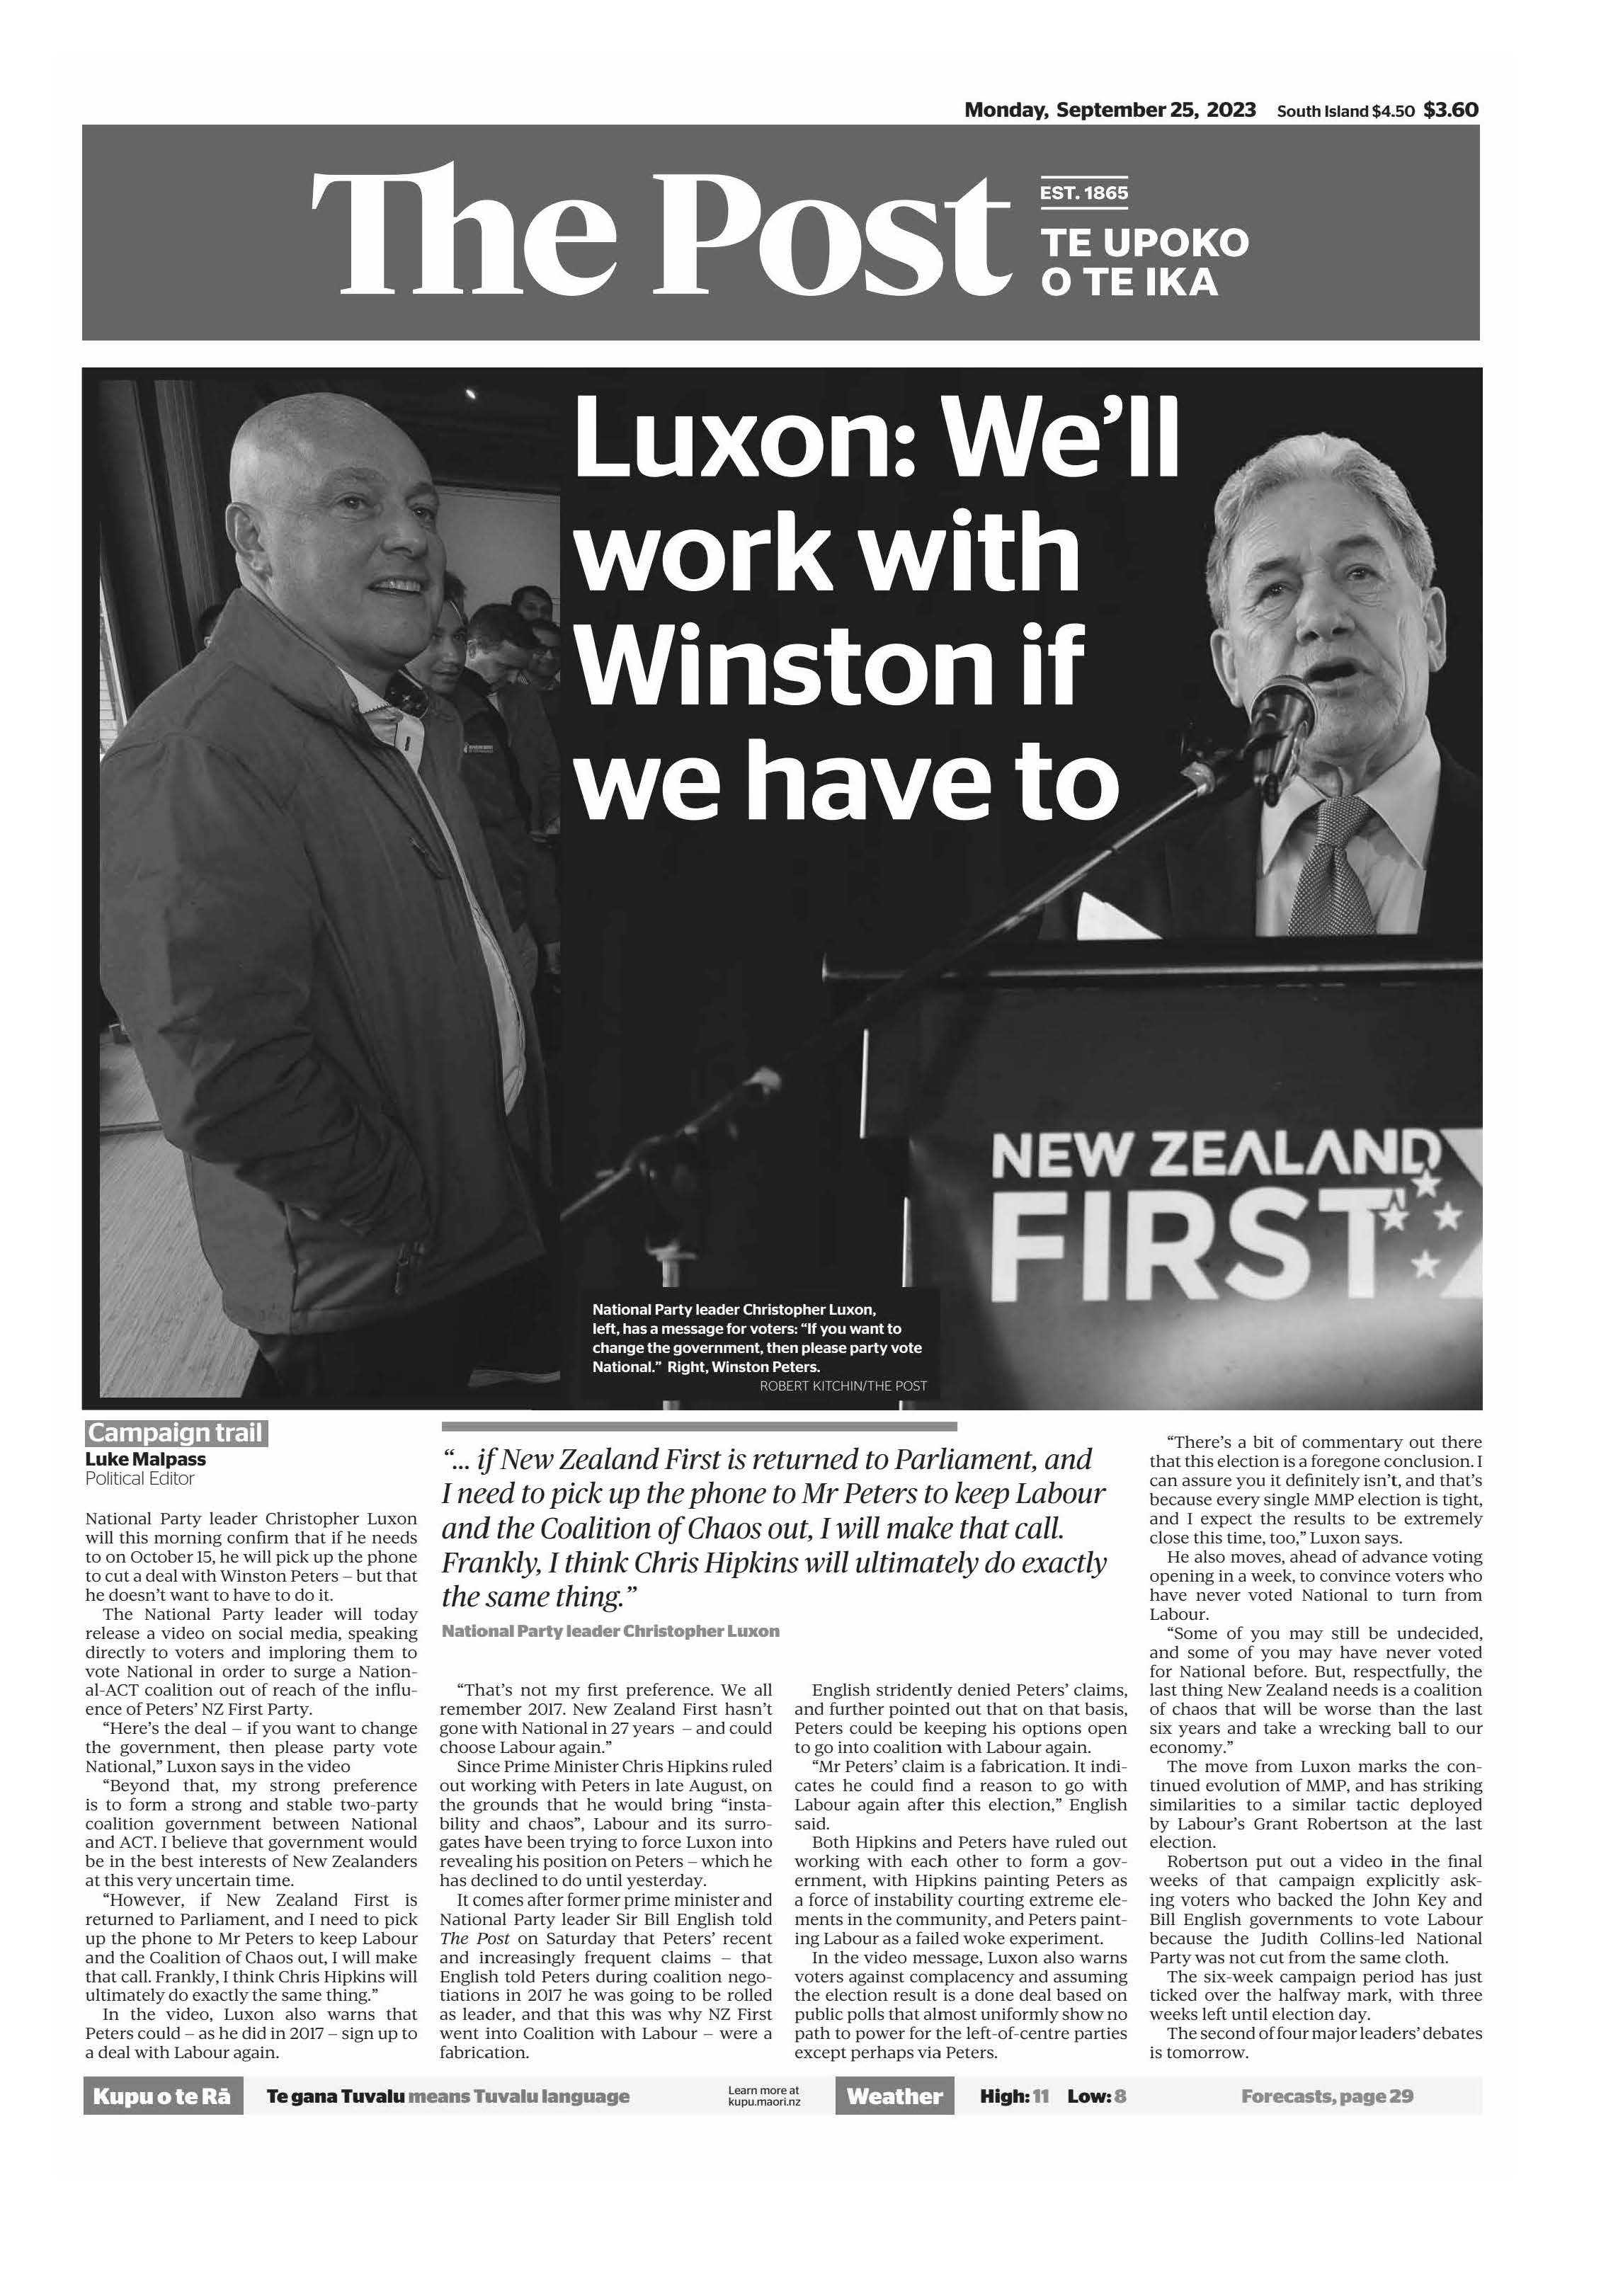 Monday, September 25, 2023 South Island $4.50 $3.60
The Post
EST. 1865
TE UPOKO
O TE IKA
Luxon: We’ll
work with
Winston if
we have to
NEW ZEALAND
FIRST
National Party leader Christopher Luxon,
left, has a message for voters: “If you want to
change the government, then please party vote
National.” Right, Winston Peters.
ROBERT KITCHIN/THE POST
Campaign trail
Luke Malpass
Political Editor
National Party leader Christopher Luxon
will this morning confirm that if he needs
to on October 15, he will pick up the phone
to cut a deal with Winston Peters – but that
he doesn’t want to have to do it.
The National Party leader will today
release a video on social media, speaking
directly to voters and imploring them to
vote National in order to surge a Nation-
al-ACT coalition out of reach of the influ-
ence of Peters’ NZ First Party.
“Here’s the deal – if you want to change
the government, then please party vote
National,” Luxon says in the video
“Beyond that, my strong preference
is to form a strong and stable two-party
coalition government between National
and ACT. I believe that government would
be in the best interests of New Zealanders
at this very uncertain time.
“However, if New Zealand First is
returned to Parliament, and I need to pick
up the phone to Mr Peters to keep Labour
and the Coalition of Chaos out, I will make
that call. Frankly, I think Chris Hipkins will
ultimately do exactly the same thing.”
In the video, Luxon also warns that
Peters could – as he did in 2017 – sign up to
a deal with Labour again.
“... if New Zealand First is returned to Parliament, and
I need to pick up the phone to Mr Peters to keep Labour
and the Coalition of Chaos out, I will make that call.
Frankly, I think Chris Hipkins will ultimately do exactly
the same thing.”
National Party leader Christopher Luxon
“That’s not my first preference. We all
remember 2017. New Zealand First hasn’t
gone with National in 27 years – and could
choose Labour again.”
Since Prime Minister Chris Hipkins ruled
out working with Peters in late August, on
the grounds that he would bring “insta-
bility and chaos”, Labour and its surro-
gates have been trying to force Luxon into
revealing his position on Peters – which he
has declined to do until yesterday.
It comes after former prime minister and
National Party leader Sir Bill English told
The Post on Saturday that Peters’ recent
and increasingly frequent claims – that
English told Peters during coalition nego-
tiations in 2017 he was going to be rolled
as leader, and that this was why NZ First
went into Coalition with Labour – were a
fabrication.
English stridently denied Peters’ claims,
and further pointed out that on that basis,
Peters could be keeping his options open
to go into coalition with Labour again.
“Mr Peters’ claim is a fabrication. It indi-
cates he could find a reason to go with
Labour again after this election,” English
said.
Both Hipkins and Peters have ruled out
working with each other to form a gov-
ernment, with Hipkins painting Peters as
a force of instability courting extreme ele-
ments in the community, and Peters paint-
ing Labour as a failed woke experiment.
In the video message, Luxon also warns
voters against complacency and assuming
the election result is a done deal based on
public polls that almost uniformly show no
path to power for the left-of-centre parties
except perhaps via Peters.
“There’s a bit of commentary out there
that this election is a foregone conclusion. I
can assure you it definitely isn’t, and that’s
because every single MMP election is tight,
and I expect the results to be extremely
close this time, too,” Luxon says.
He also moves, ahead of advance voting
opening in a week, to convince voters who
have never voted National to turn from
Labour.
“Some of you may still be undecided,
and some of you may have never voted
for National before. But, respectfully, the
last thing New Zealand needs is a coalition
of chaos that will be worse than the last
six years and take a wrecking ball to our
economy.”
The move from Luxon marks the con-
tinued evolution of MMP, and has striking
similarities to a similar tactic deployed
by Labour’s Grant Robertson at the last
election.
Robertson put out a video in the final
weeks of that campaign explicitly ask-
ing voters who backed the John Key and
Bill English governments to vote Labour
because the Judith Collins-led National
Party was not cut from the same cloth.
The six-week campaign period has just
ticked over the halfway mark, with three
weeks left until election day.
The second of four major leaders’ debates
is tomorrow.
Kupu o te Rā Te gana Tuvalu means Tuvalu language
Learn more at
kupu.maori.nz
Weather High: 11 Low: 8 Forecasts, page 29